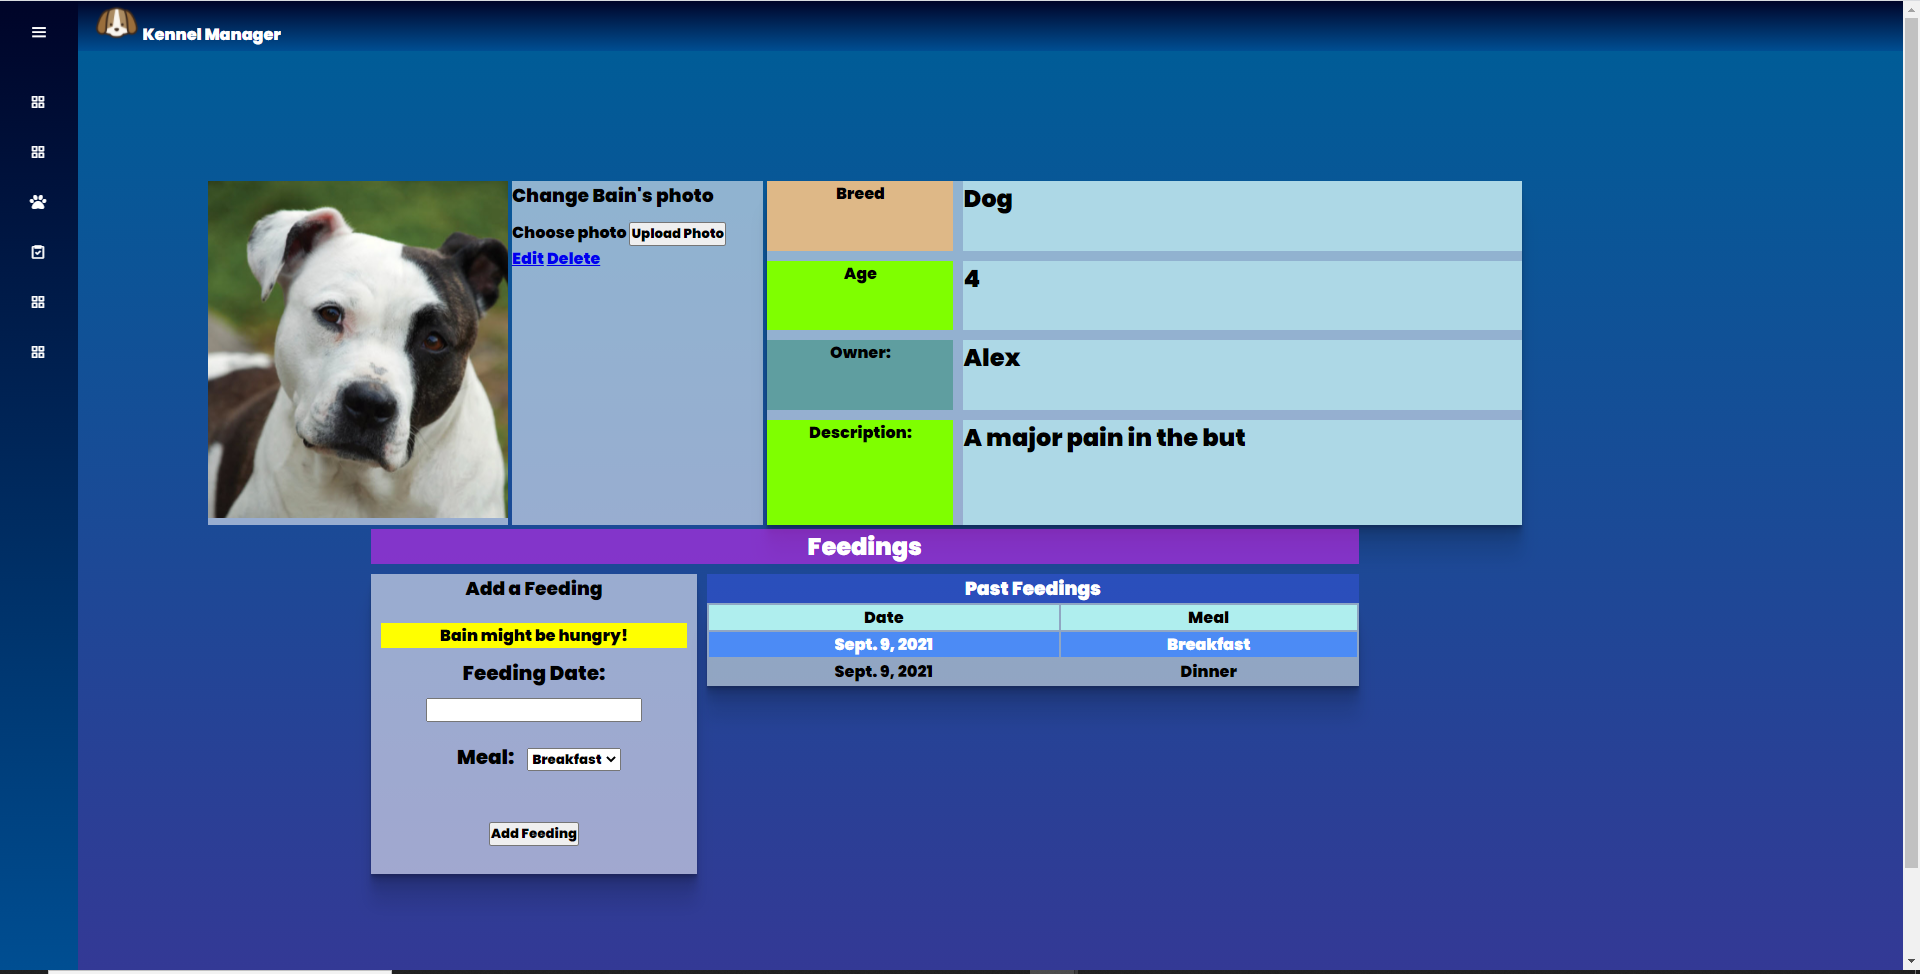 Kennel Manager
Change Bain's photo
Choose photo Upload Photo
Edit Delete
Breed
Dog
Age
4
Owner:
Alex
Description:
A major pain in the but
Feedings
Add a Feeding
Bain might be hungry!
Feeding Date:
Meal: Breakfast
Add Feeding
Past Feedings
Date Meal
Sept. 9, 2021 Breakfast
Sept. 9, 2021 Dinner